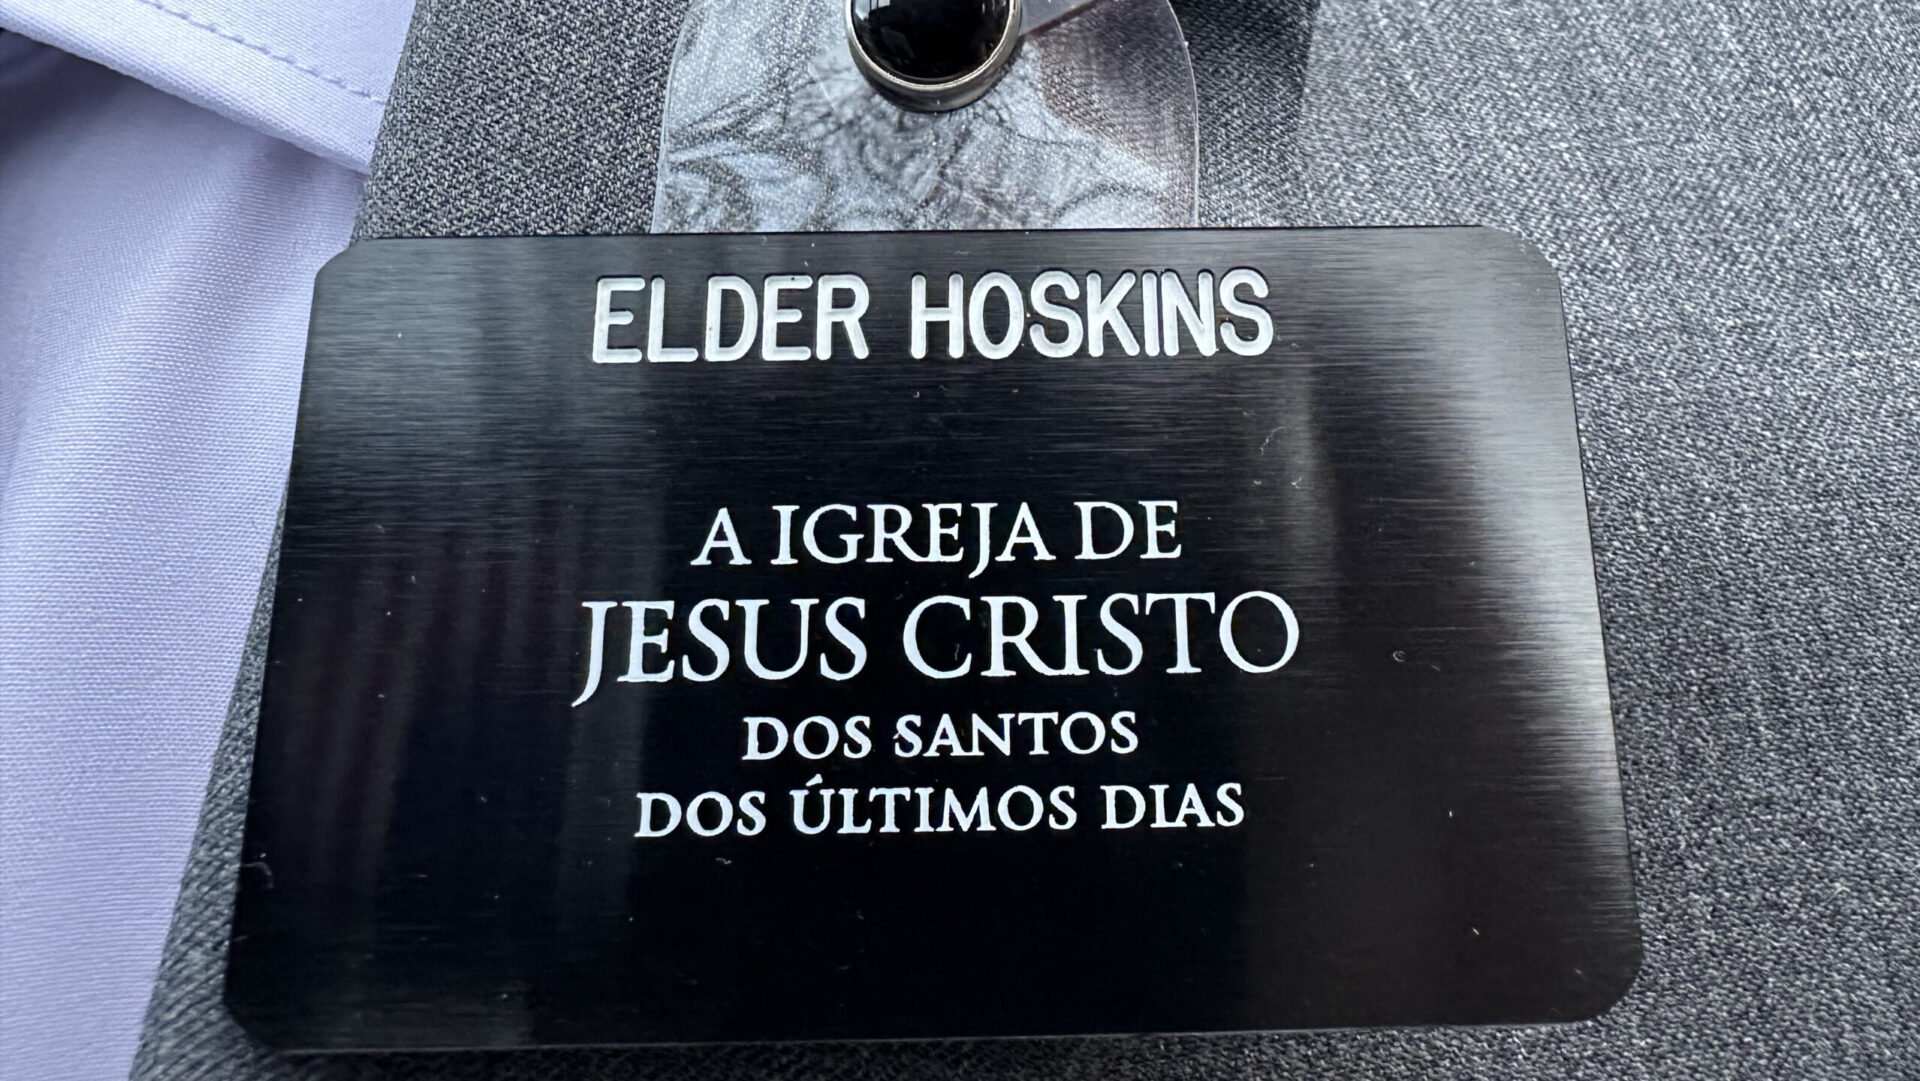 ELDER HOSKINS
A IGREJA DE
JESUS CRISTO
DOS SANTOS
DOS ÚLTIMOS DIAS